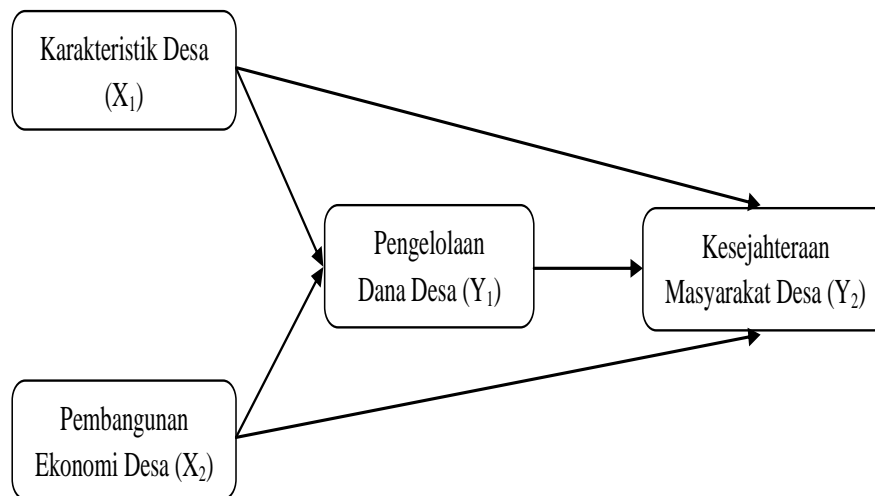 Karakteristik Desa
(X₁)
Pengelolaan
Dana Desa (Y₁)
Kesejahteraan
Masyarakat Desa (Y₂)
Pembangunan
Ekonomi Desa (X₂)